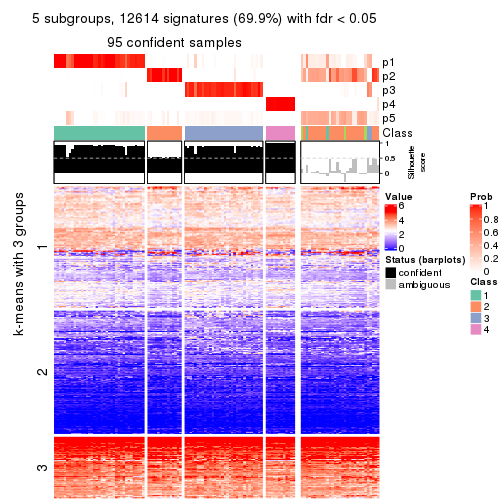 5 subgroups, 12614 signatures (69.9%) with fdr < 0.05
95 confident samples
p1
p2
p3
p4
p5
Class
1
0.5
0
Silhouette
score
k-means with 3 groups
1
2
3
Value
6
4
2
0
Status (barplots)
confident
ambiguous
Prob
1
0.8
0.6
0.4
0.2
0
Class
1
2
3
4